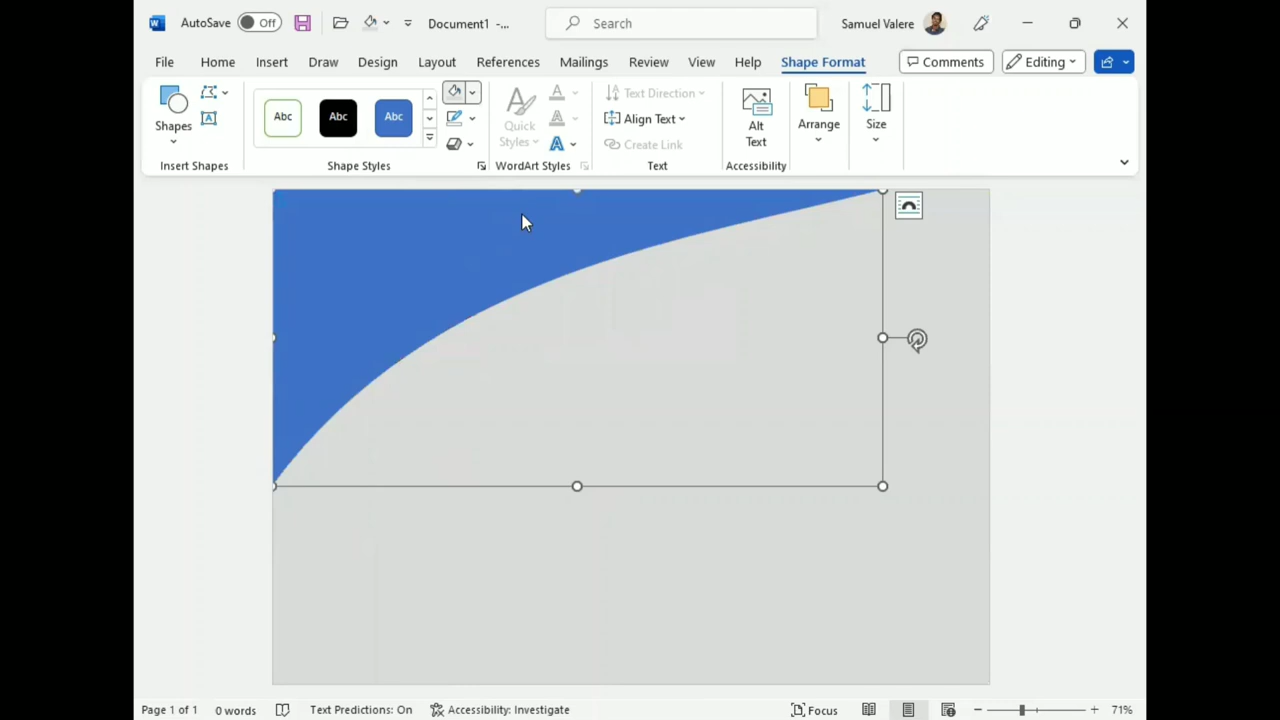 AutoSave Off Document1 -... Search Samuel Valere
File Home Insert Draw Design Layout References Mailings Review View Help Shape Format Comments Editing
Shapes Abc Abc Abc Quick Styles A A A Text Direction Align Text Create Link Alt Text Arrange Size
Insert Shapes Shape Styles WordArt Styles Text Accessibility
Page 1 of 1 0 words Text Predictions: On Accessibility: Investigate Focus 71%